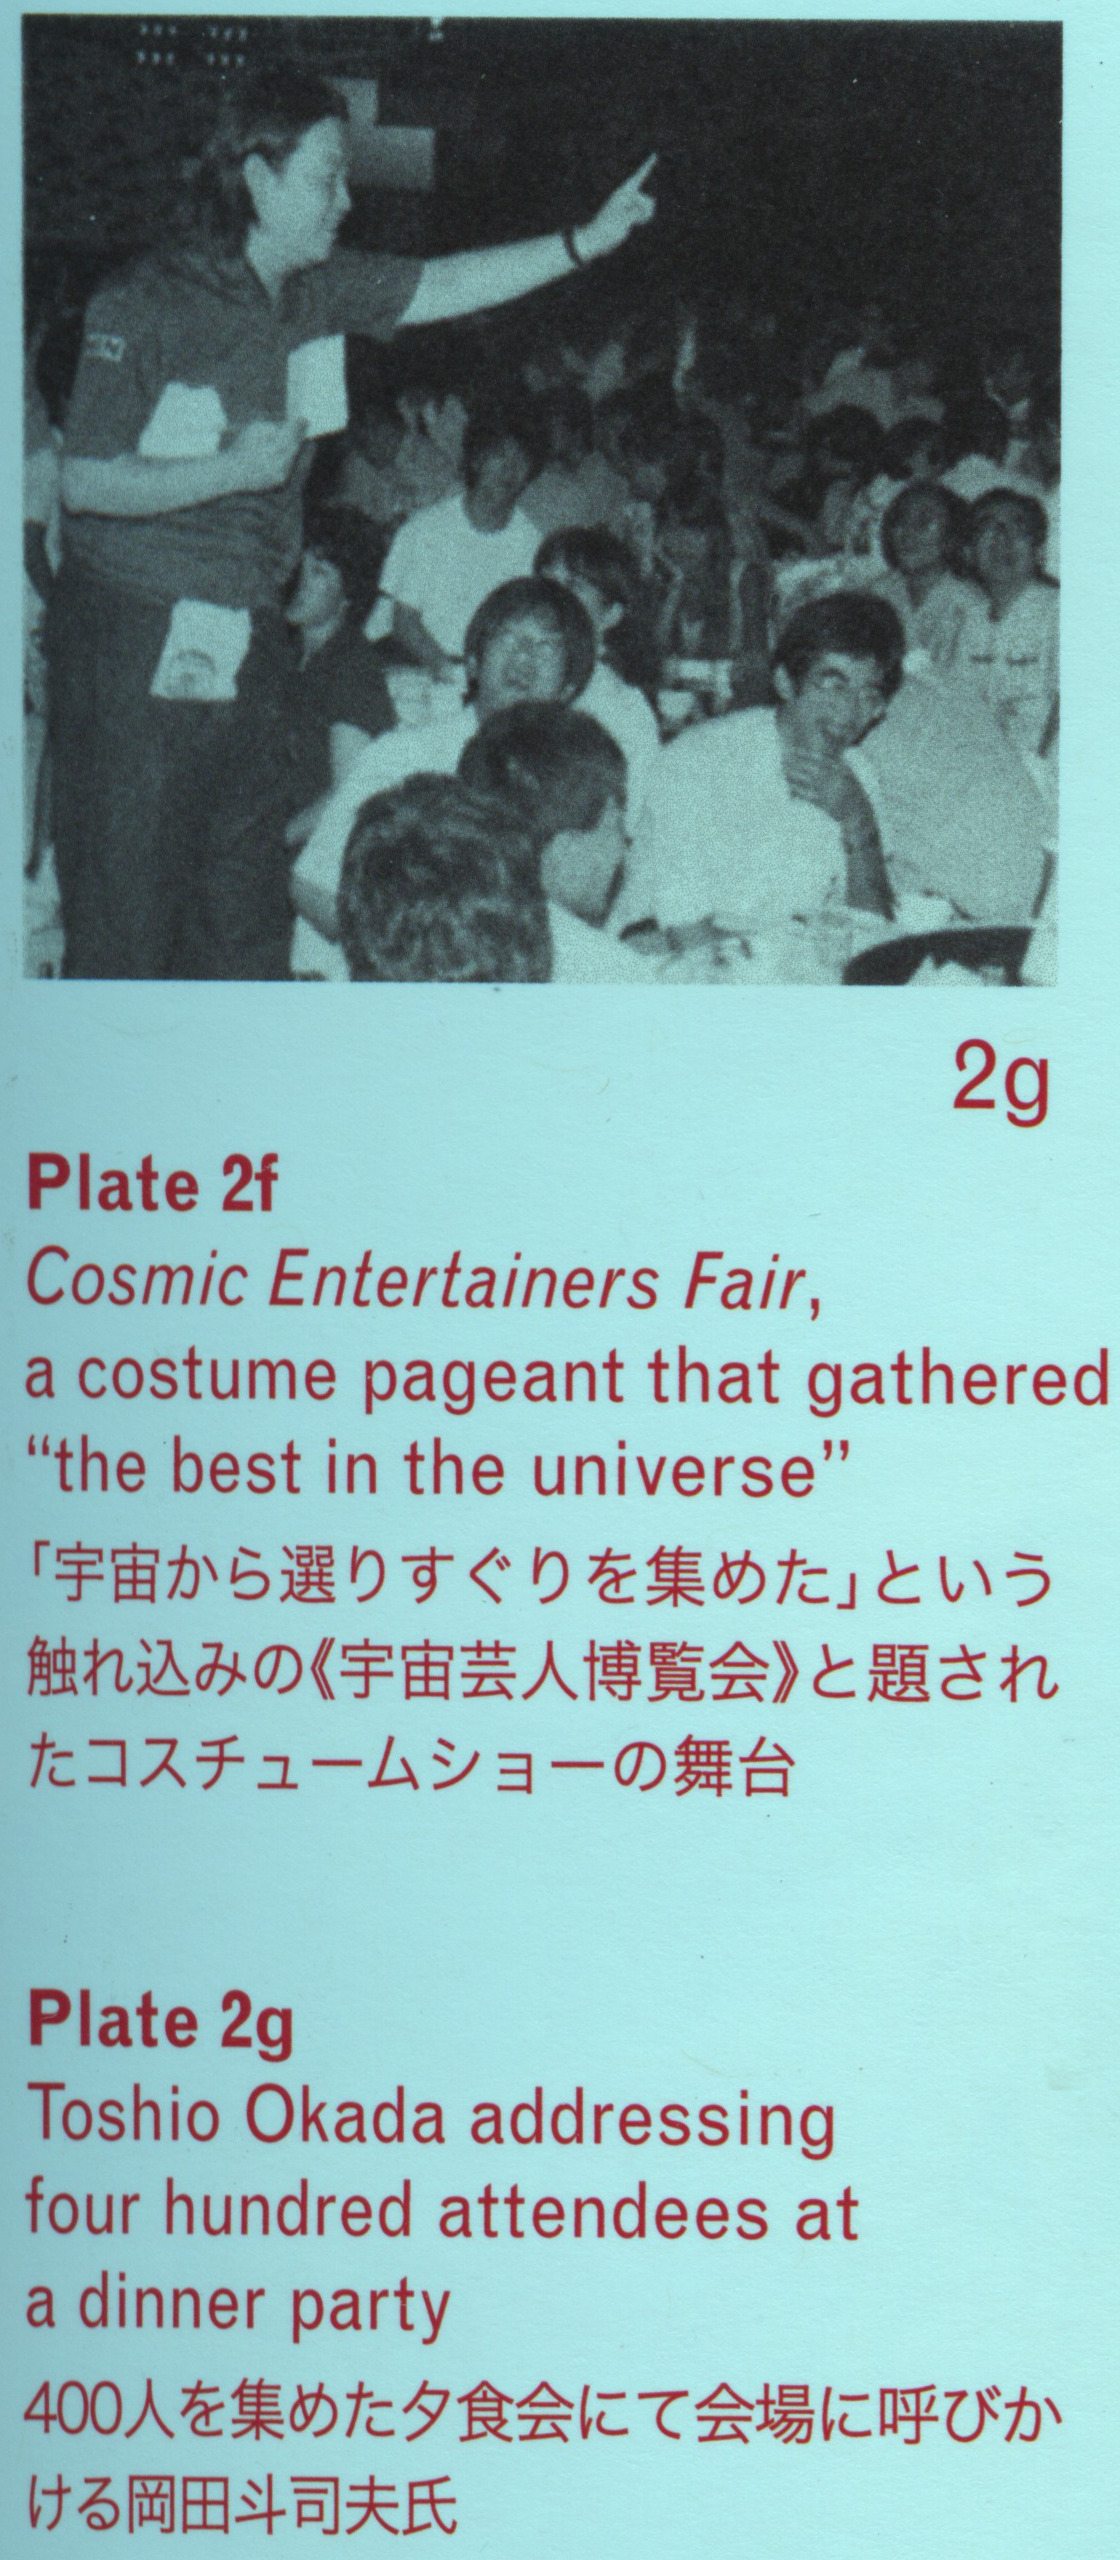 2g
Plate 2f
Cosmic Entertainers Fair,
a costume pageant that gathered
“the best in the universe”
「宇宙から選りすぐりを集めた」という
触れ込みの《宇宙芸人博覧会》と題され
たコスチュームショーの舞台
Plate 2g
Toshio Okada addressing
four hundred attendees at
a dinner party
400人を集めた夕食会にて会場に呼びか
ける岡田斗司夫氏